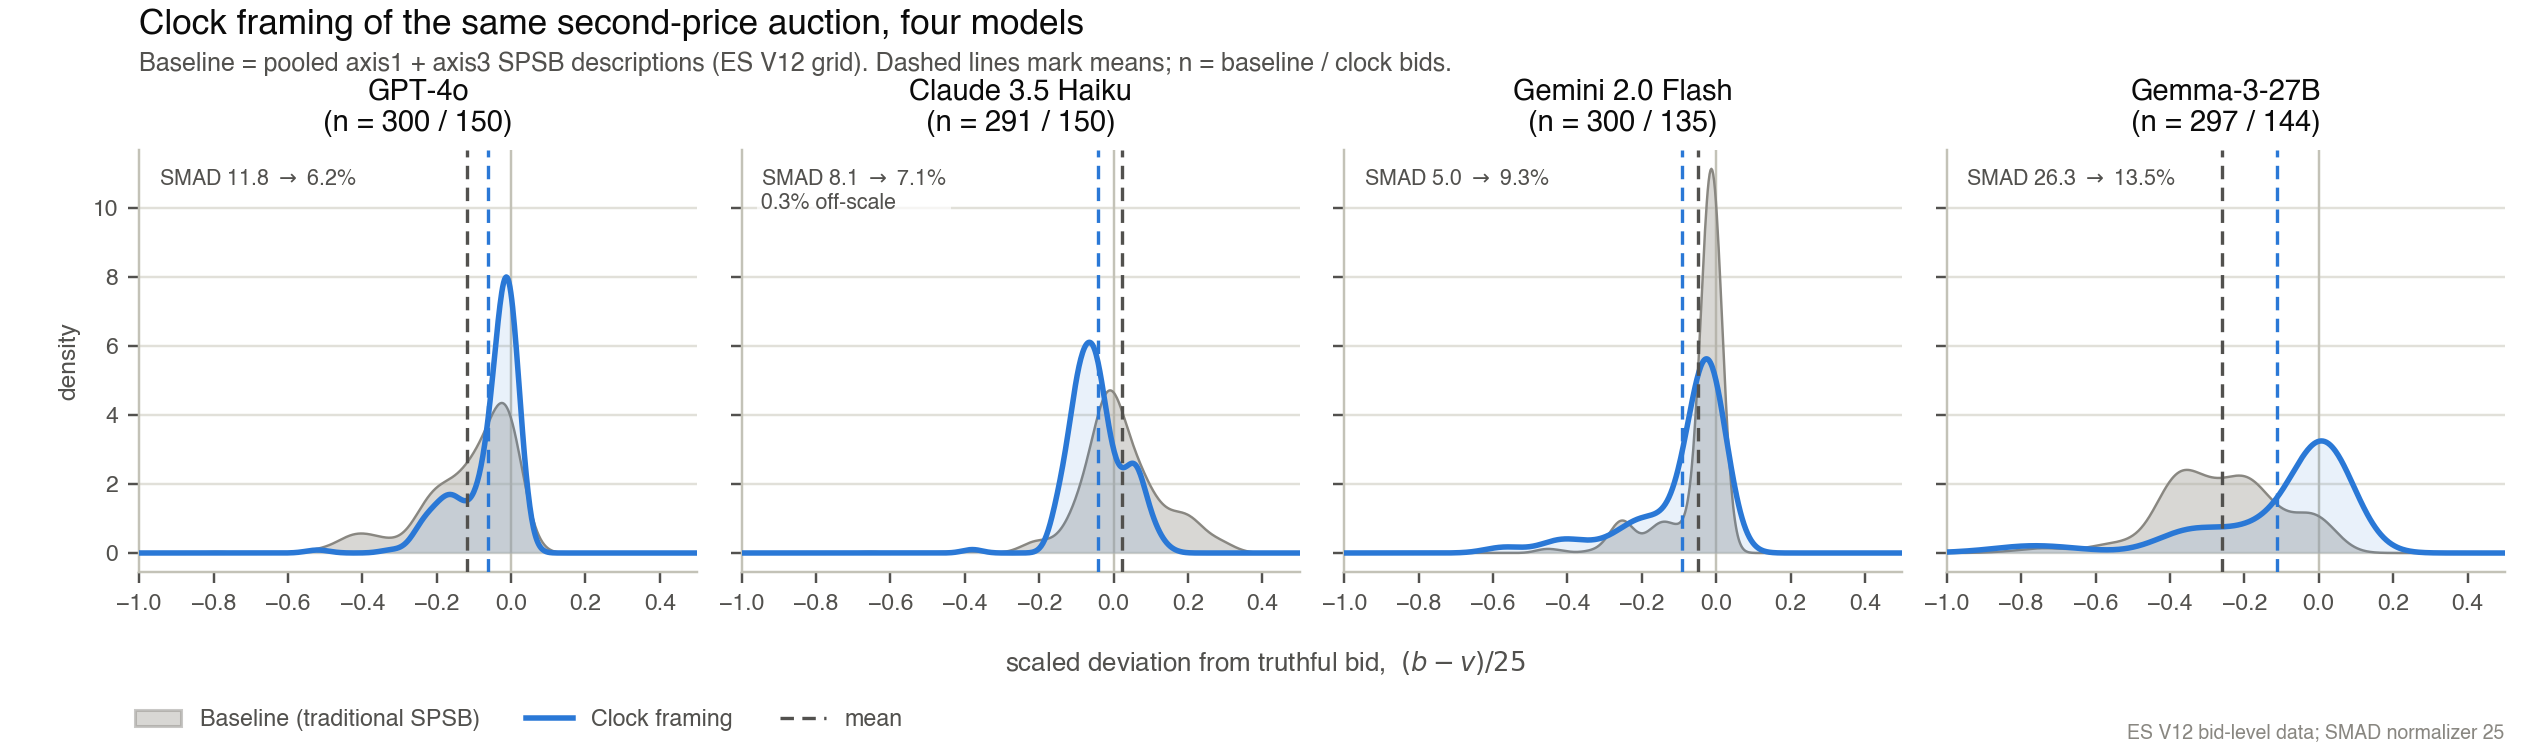 Clock framing of the same second-price auction, four models
Baseline = pooled axis1 + axis3 SPSB descriptions (ES V12 grid). Dashed lines mark means; n = baseline / clock bids.
GPT-4o
(n = 300 / 150)
Claude 3.5 Haiku
(n = 291 / 150)
Gemini 2.0 Flash
(n = 300 / 135)
Gemma-3-27B
(n = 297 / 144)
SMAD 11.8 → 6.2%
SMAD 8.1 → 7.1%
0.3% off-scale
SMAD 5.0 → 9.3%
SMAD 26.3 → 13.5%
density
10
8
6
4
2
0
−1.0 −0.8 −0.6 −0.4 −0.2 0.0 0.2 0.4
−1.0 −0.8 −0.6 −0.4 −0.2 0.0 0.2 0.4
−1.0 −0.8 −0.6 −0.4 −0.2 0.0 0.2 0.4
−1.0 −0.8 −0.6 −0.4 −0.2 0.0 0.2 0.4
scaled deviation from truthful bid, (b − v)/25
Baseline (traditional SPSB)
Clock framing
mean
ES V12 bid-level data; SMAD normalizer 25